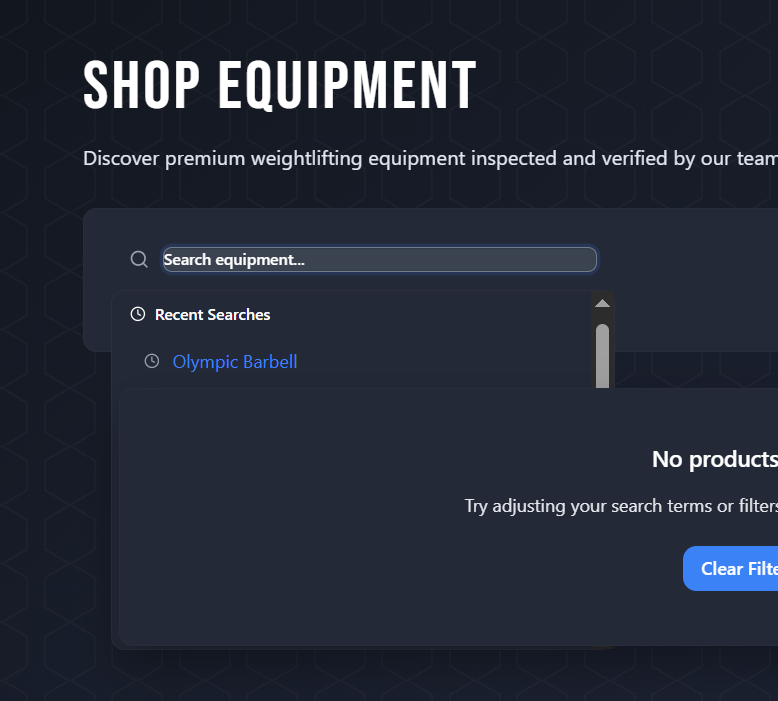 SHOP EQUIPMENT
Discover premium weightlifting equipment inspected and verified by our team
Search equipment...
Recent Searches
Olympic Barbell
No products
Try adjusting your search terms or filters
Clear Filte